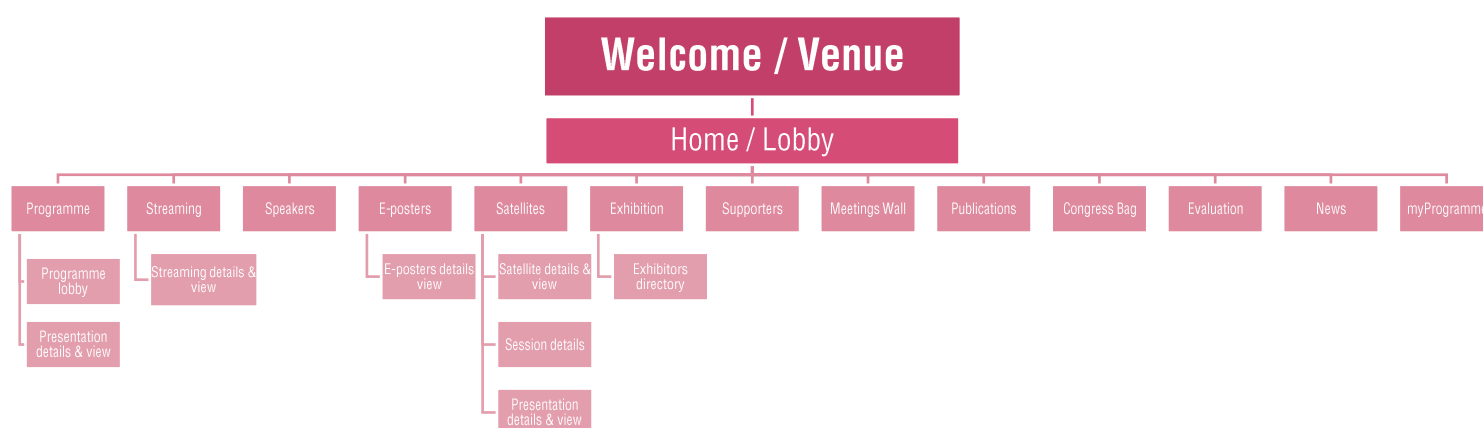 Welcome / Venue
Home / Lobby
Programme
Streaming
Speakers
E-posters
Satellites
Exhibition
Supporters
Meetings Wall
Publications
Congress Bag
Evaluation
News
myProgramme
Programme
lobby
Streaming details &
view
E-posters details
view
Satellite details &
view
Exhibitors
directory
Presentation
details & view
Session details
Presentation
details & view